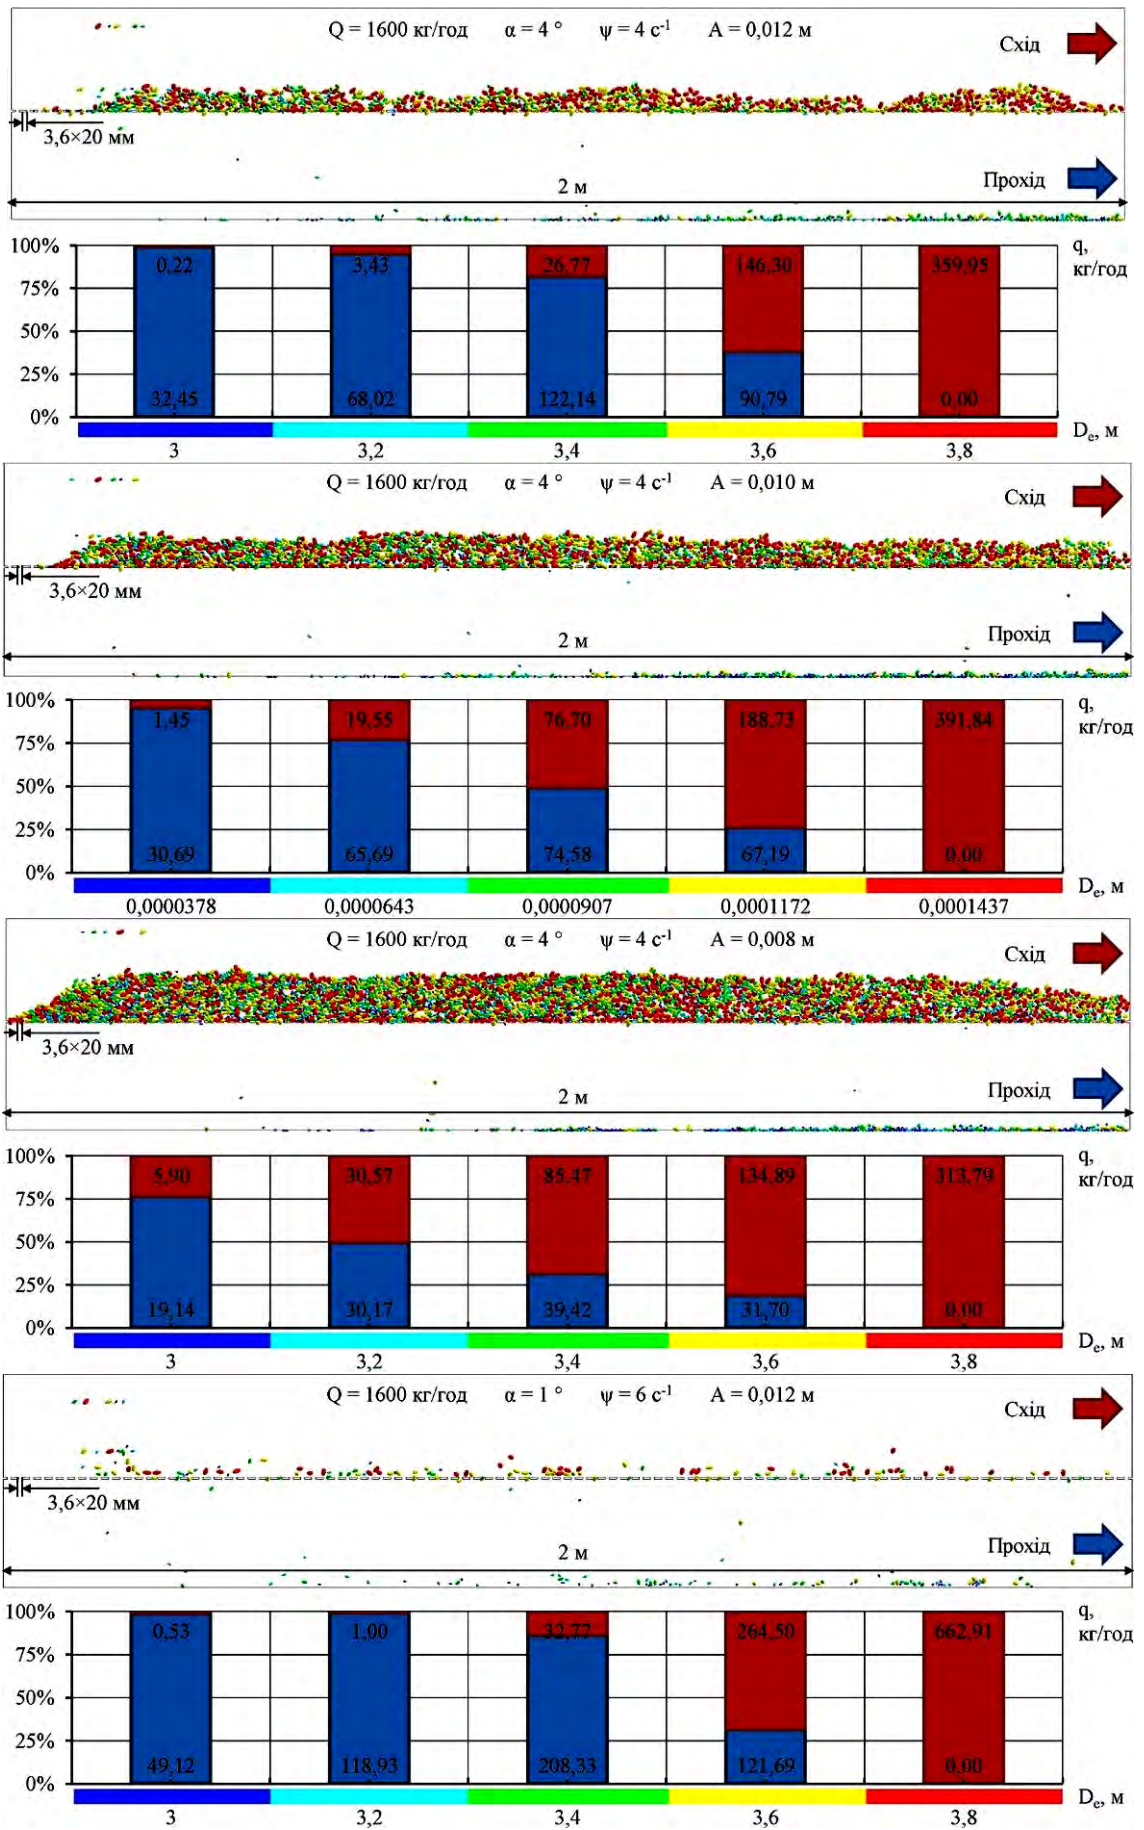 Q = 1600 кг/год α = 4 ° ψ = 4 с⁻¹ A = 0,012 м
Схід
3,6×20 мм
Прохід
2 м
100%
75%
50%
25%
0%
0,22 3,43 26,77 146,30 359,95
32,45 68,02 122,14 90,79 0,00
q,
кг/год
3 3,2 3,4 3,6 3,8
Dₑ, м
Q = 1600 кг/год α = 4 ° ψ = 4 с⁻¹ A = 0,010 м
Схід
3,6×20 мм
Прохід
2 м
100%
75%
50%
25%
0%
1,45 19,55 76,70 188,73 391,84
30,69 65,69 74,58 67,19 0,00
q,
кг/год
0,0000378 0,0000643 0,0000907 0,0001172 0,0001437
Dₑ, м
Q = 1600 кг/год α = 4 ° ψ = 4 с⁻¹ A = 0,008 м
Схід
3,6×20 мм
Прохід
2 м
100%
75%
50%
25%
0%
5,90 30,57 85,47 134,89 313,79
19,14 30,17 39,42 31,70 0,00
q,
кг/год
3 3,2 3,4 3,6 3,8
Dₑ, м
Q = 1600 кг/год α = 1 ° ψ = 6 с⁻¹ A = 0,012 м
Схід
3,6×20 мм
Прохід
2 м
100%
75%
50%
25%
0%
0,53 1,00 32,77 264,50 662,91
49,12 118,93 208,33 121,69 0,00
q,
кг/год
3 3,2 3,4 3,6 3,8
Dₑ, м